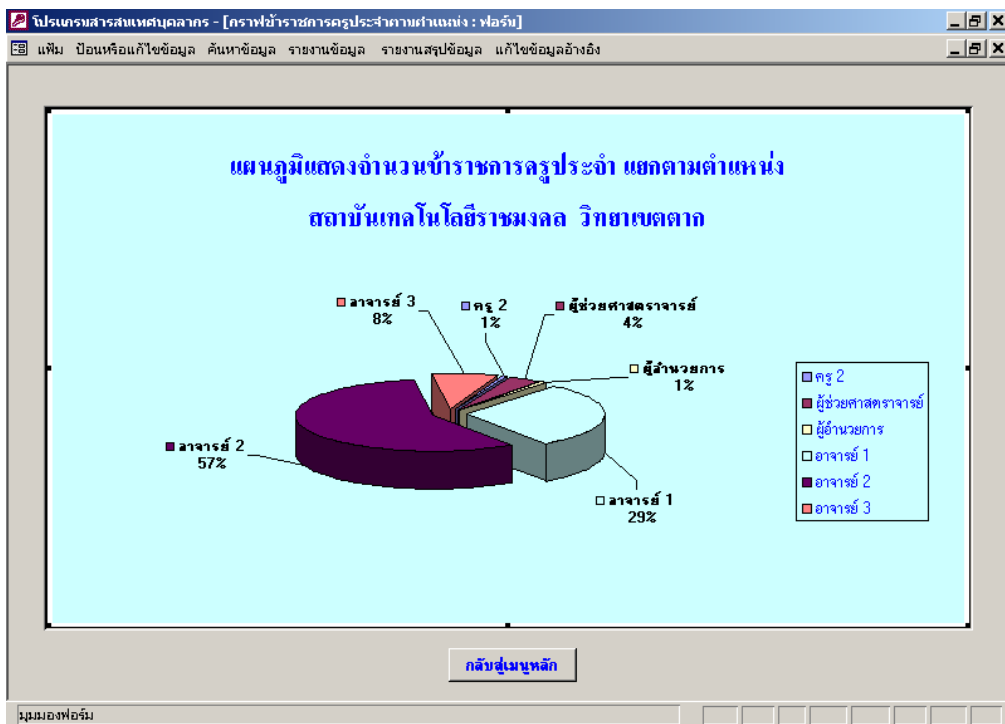 โปรแกรมสารสนเทศบุคลากร - [กราฟข้าราชการครูประจำตามตำแหน่ง : ฟอร์ม]
แฟ้ม ป้อนหรือแก้ไขข้อมูล ค้นหาข้อมูล รายงานข้อมูล รายงานสรุปข้อมูล แก้ไขข้อมูลอ้างอิง
แผนภูมิแสดงจำนวนข้าราชการครูประจำ แยกตามตำแหน่ง
สถาบันเทคโนโลยีราชมงคล วิทยาเขตตาก
อาจารย์ 3
8%
ครู 2
1%
ผู้ช่วยศาสตราจารย์
4%
ผู้อำนวยการ
1%
อาจารย์ 2
57%
อาจารย์ 1
29%
ครู 2
ผู้ช่วยศาสตราจารย์
ผู้อำนวยการ
อาจารย์ 1
อาจารย์ 2
อาจารย์ 3
กลับสู่เมนูหลัก
มุมมองฟอร์ม